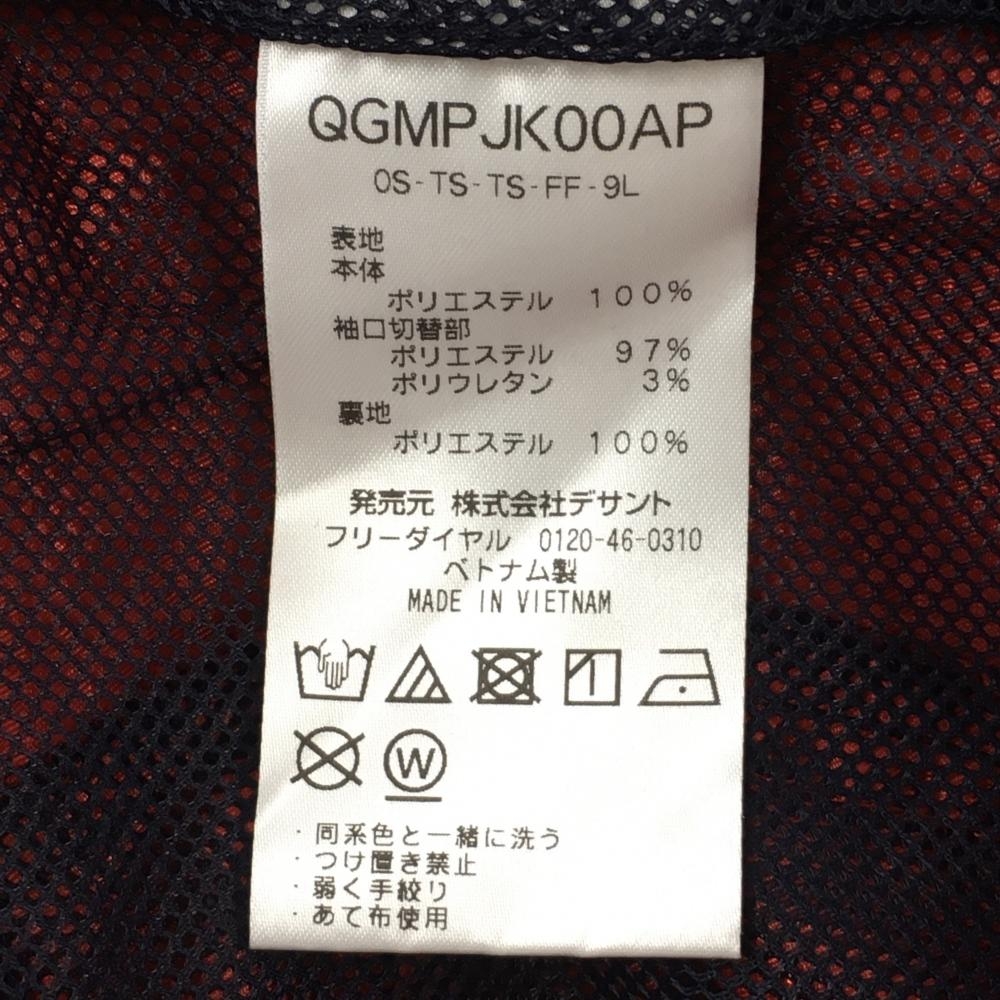 QGMPJK00AP
OS-TS-TS-FF-9L
表地
本体
ポリエステル 100%
袖口切替部
ポリエステル 97%
ポリウレタン 3%
裏地
ポリエステル 100%
発売元 株式会社デサント
フリーダイヤル 0120-46-0310
ベトナム製
MADE IN VIETNAM
W
・同系色と一緒に洗う
・つけ置き禁止
・弱く手絞り
・あて布使用